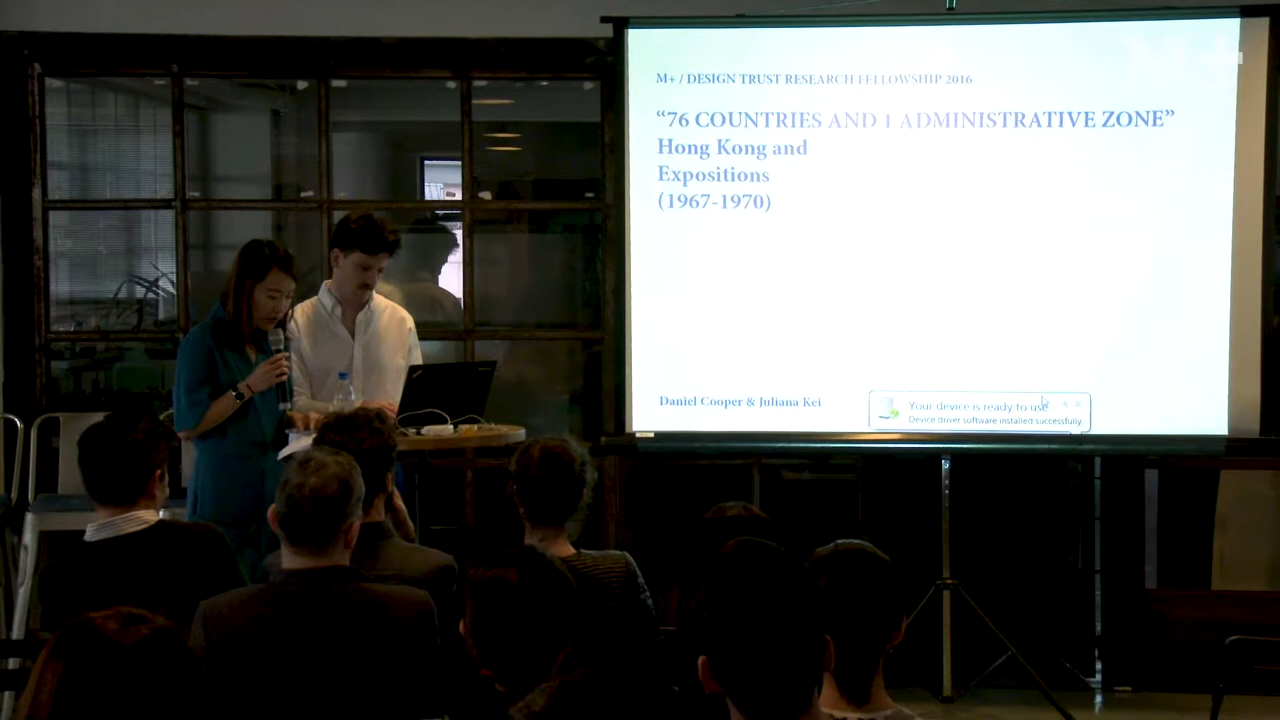 M+ / DESIGN TRUST RESEARCH FELLOWSHIP 2016
“76 COUNTRIES AND 1 ADMINISTRATIVE ZONE”
Hong Kong and
Expositions
(1967-1970)
Daniel Cooper & Juliana Kei
Your device is ready to use
Device driver software installed successfully.